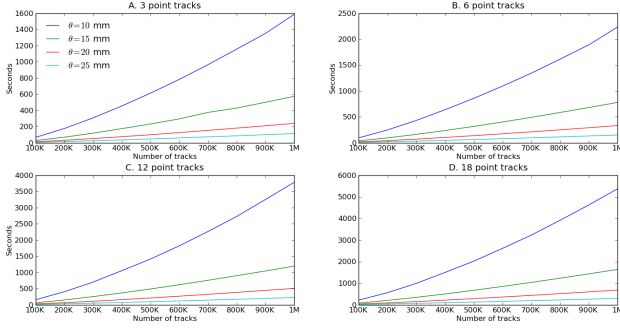 A. 3 point tracks
1600
1400
1200
1000
800
600
400
200
0
Seconds
θ=10 mm
θ=15 mm
θ=20 mm
θ=25 mm
100K 200K 300K 400K 500K 600K 700K 800K 900K 1M
Number of tracks
B. 6 point tracks
2500
2000
1500
1000
500
0
Seconds
100K 200K 300K 400K 500K 600K 700K 800K 900K 1M
Number of tracks
C. 12 point tracks
4000
3500
3000
2500
2000
1500
1000
500
0
Seconds
100K 200K 300K 400K 500K 600K 700K 800K 900K 1M
Number of tracks
D. 18 point tracks
6000
5000
4000
3000
2000
1000
0
Seconds
100K 200K 300K 400K 500K 600K 700K 800K 900K 1M
Number of tracks